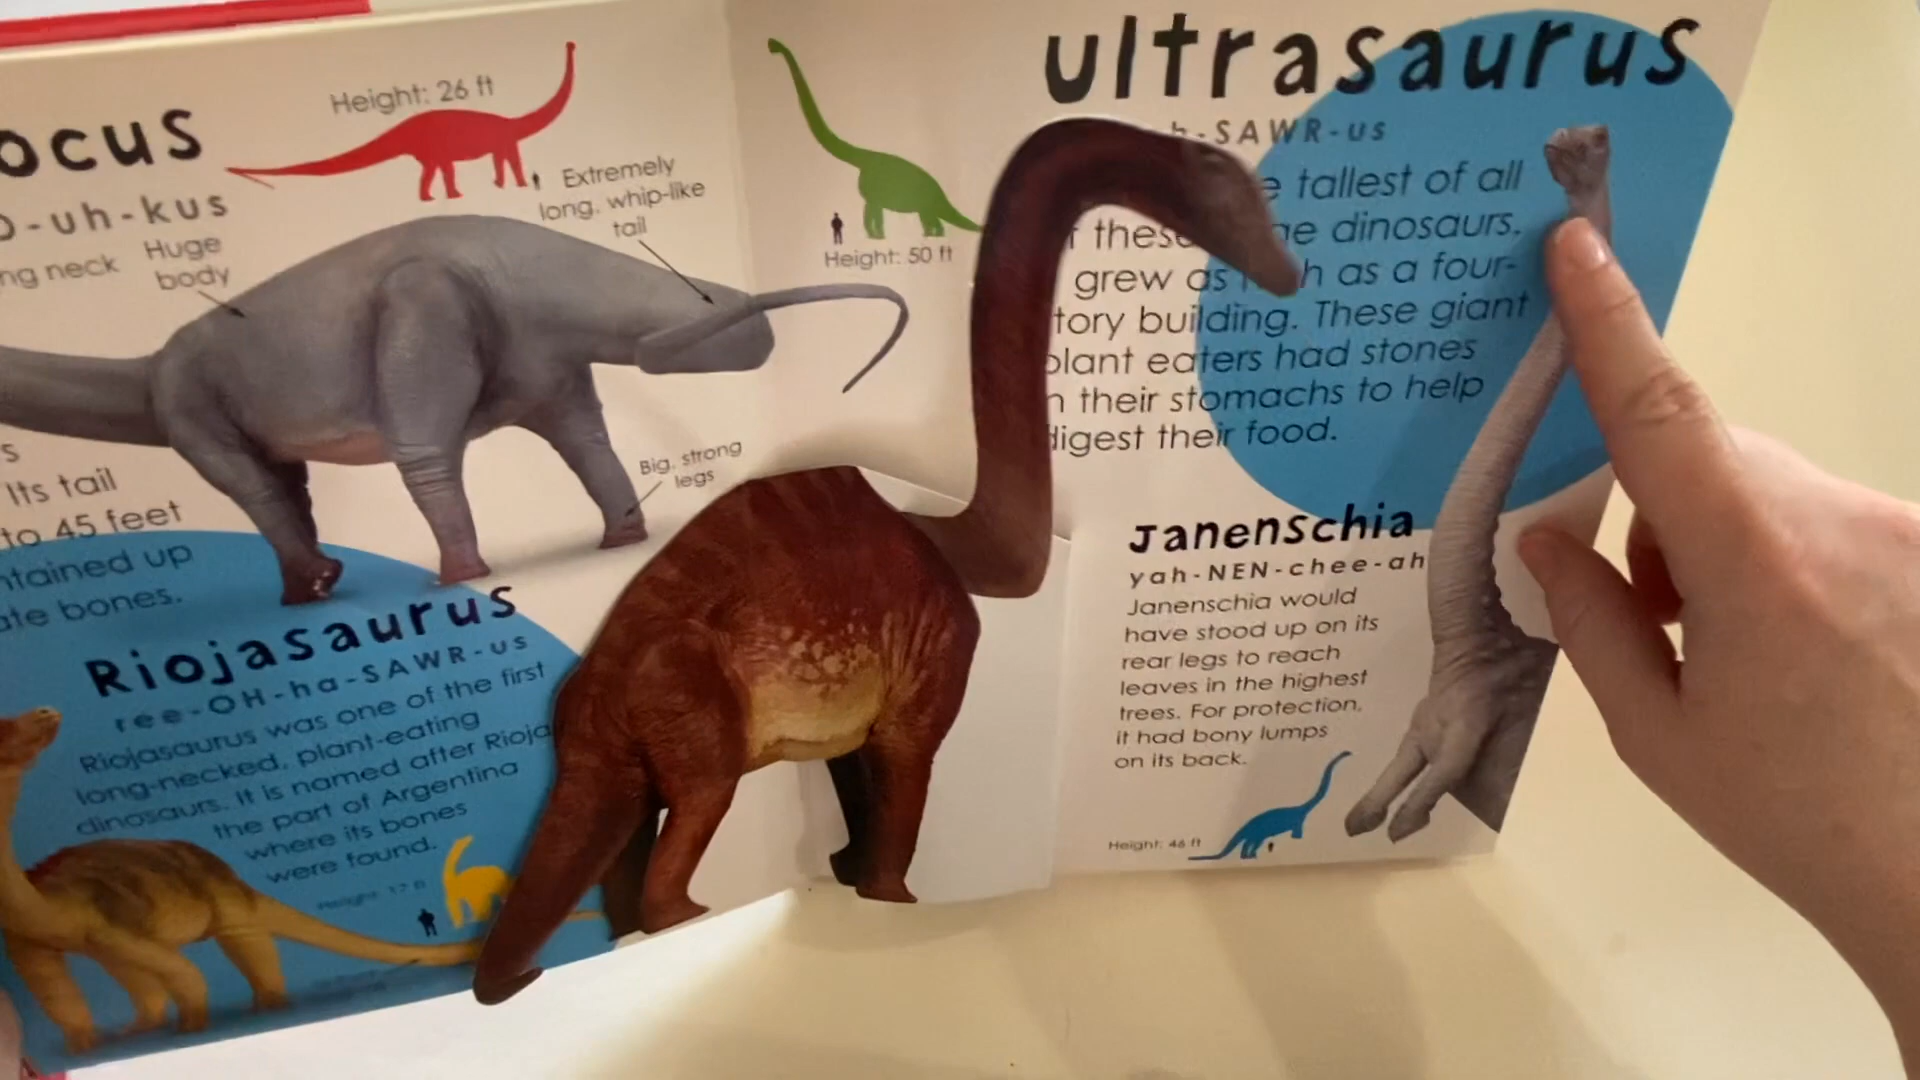 ocus
-uh-kus
ng neck
Huge
body
Height: 26 ft
Extremely
long, whip-like
tail
Big, strong
legs
s
Its tail
to 45 feet
ntained up
ate bones.
Riojasaurus
ree-OH-ha-SAWR-us
Riojasaurus was one of the first
long-necked, plant-eating
dinosaurs. It is named after Rioja
the part of Argentina
where its bones
were found.
Height: 17 ft
Height: 50 ft
ultrasaurus
h-SAWR-us
e tallest of all
these ge dinosaurs.
grew as h as a four-
tory building. These giant
plant eaters had stones
n their stomachs to help
digest their food.
Janenschia
yah-NEN-chee-ah
Janenschia would
have stood up on its
rear legs to reach
leaves in the highest
trees. For protection,
it had bony lumps
on its back.
Height: 46 ft